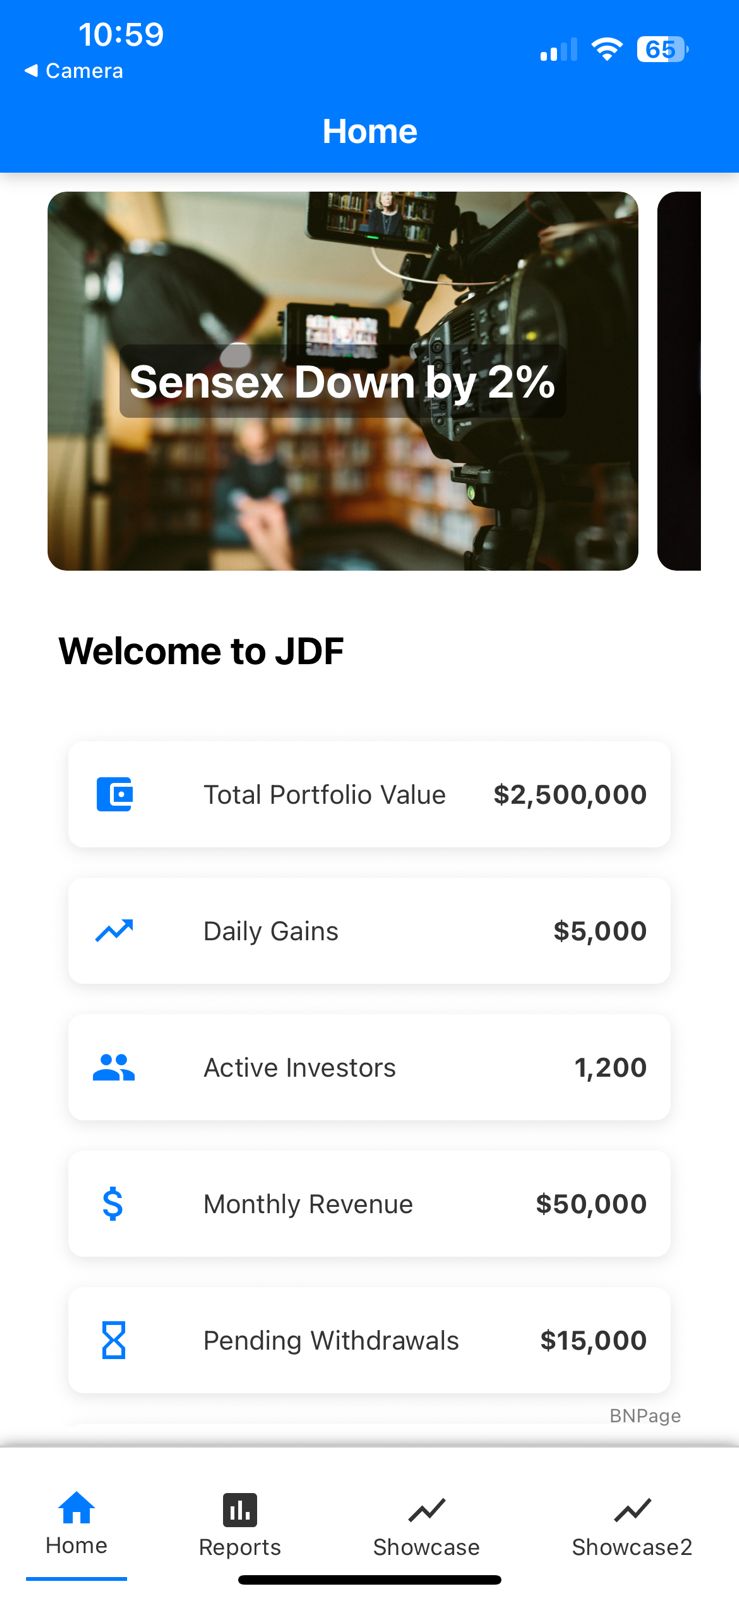 10:59
65
◀ Camera
Home
Sensex Down by 2%
Welcome to JDF
Total Portfolio Value $2,500,000
Daily Gains $5,000
Active Investors 1,200
Monthly Revenue $50,000
Pending Withdrawals $15,000
BNPage
Home Reports Showcase Showcase2